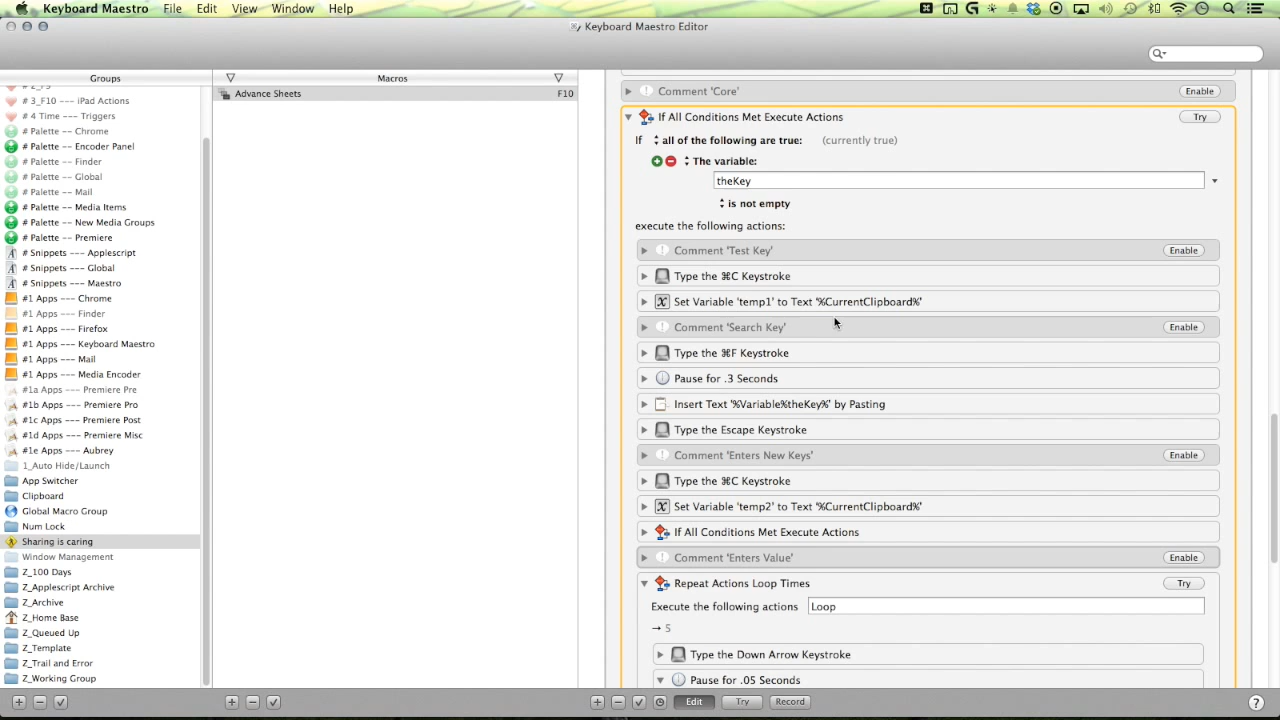 Keyboard Maestro File Edit View Window Help
Keyboard Maestro Editor
Groups
Macros
# 3_F10 --- iPad Actions
# 4 Time --- Triggers
# Palette -- Chrome
# Palette -- Encoder Panel
# Palette -- Finder
# Palette -- Global
# Palette -- Mail
# Palette -- Media Items
# Palette -- New Media Groups
# Palette -- Premiere
# Snippets --- Applescript
# Snippets --- Global
# Snippets --- Maestro
#1 Apps --- Chrome
#1 Apps --- Finder
#1 Apps --- Firefox
#1 Apps --- Keyboard Maestro
#1 Apps --- Mail
#1 Apps --- Media Encoder
#1a Apps --- Premiere Pre
#1b Apps --- Premiere Pro
#1c Apps --- Premiere Post
#1d Apps --- Premiere Misc
#1e Apps --- Aubrey
1_Auto Hide/Launch
App Switcher
Clipboard
Global Macro Group
Num Lock
Sharing is caring
Window Management
Z_100 Days
Z_Applescript Archive
Z_Archive
Z_Home Base
Z_Queued Up
Z_Template
Z_Trail and Error
Z_Working Group
Advance Sheets F10
Comment 'Core' Enable
If All Conditions Met Execute Actions Try
If all of the following are true: (currently true)
The variable:
theKey
is not empty
execute the following actions:
Comment 'Test Key' Enable
Type the ⌘C Keystroke
Set Variable 'temp1' to Text '%CurrentClipboard%'
Comment 'Search Key' Enable
Type the ⌘F Keystroke
Pause for .3 Seconds
Insert Text '%Variable%theKey%' by Pasting
Type the Escape Keystroke
Comment 'Enters New Keys' Enable
Type the ⌘C Keystroke
Set Variable 'temp2' to Text '%CurrentClipboard%'
If All Conditions Met Execute Actions
Comment 'Enters Value' Enable
Repeat Actions Loop Times Try
Execute the following actions Loop
→ 5
Type the Down Arrow Keystroke
Pause for .05 Seconds
Edit Try Record ?